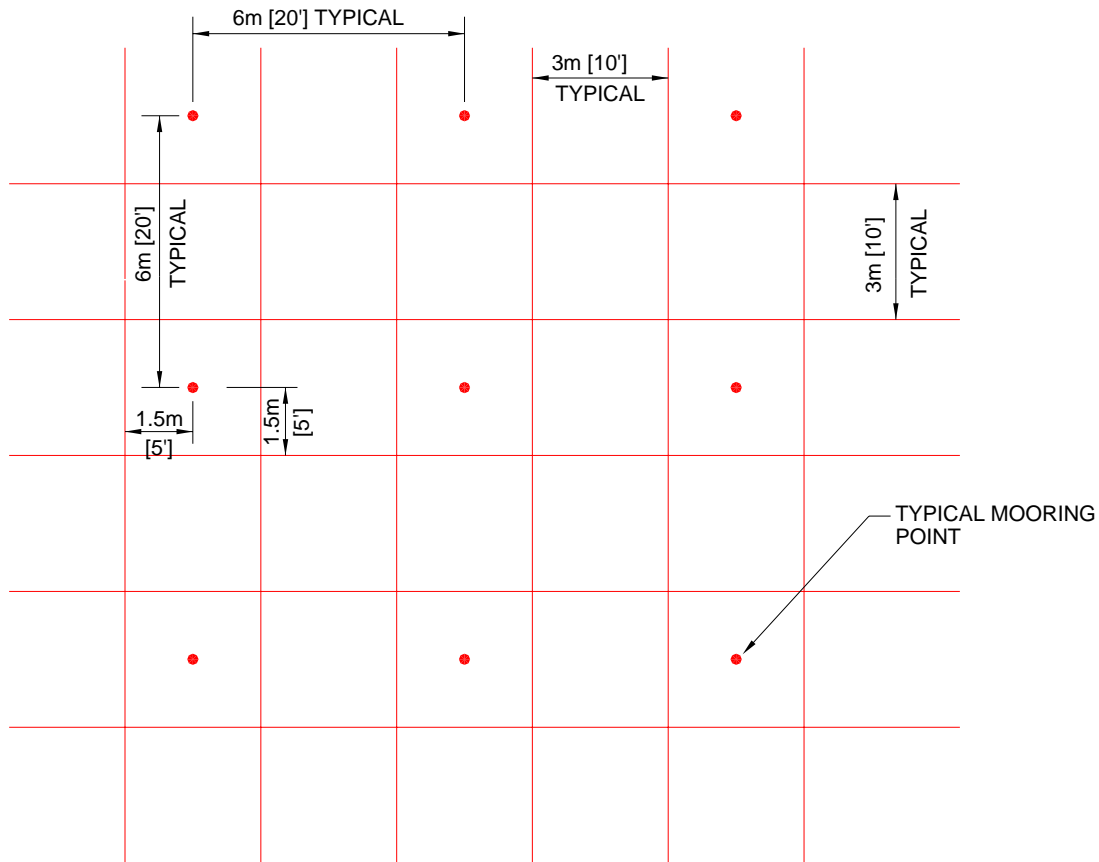 6m [20'] TYPICAL
3m [10']
TYPICAL
6m [20']
TYPICAL
3m [10']
TYPICAL
1.5m
[5']
1.5m
[5']
TYPICAL MOORING
POINT